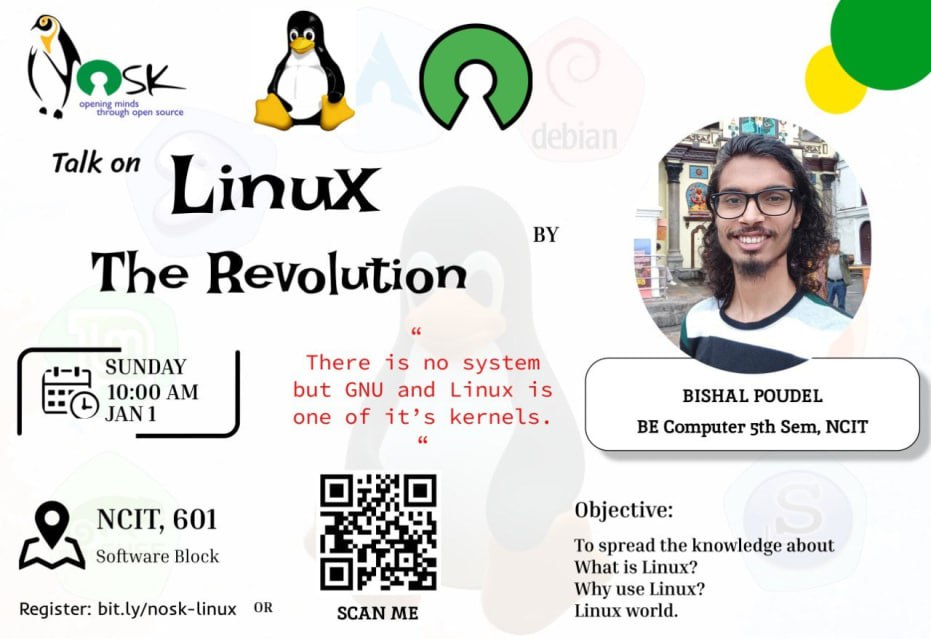 NOSK
opening minds
through open source
debian
Talk on
Linux
The Revolution
BY
SUNDAY
10:00 AM
JAN 1
“
There is no system
but GNU and Linux is
one of it’s kernels.
“
BISHAL POUDEL
BE Computer 5th Sem, NCIT
NCIT, 601
Software Block
Register: bit.ly/nosk-linux OR
SCAN ME
Objective:
To spread the knowledge about
What is Linux?
Why use Linux?
Linux world.